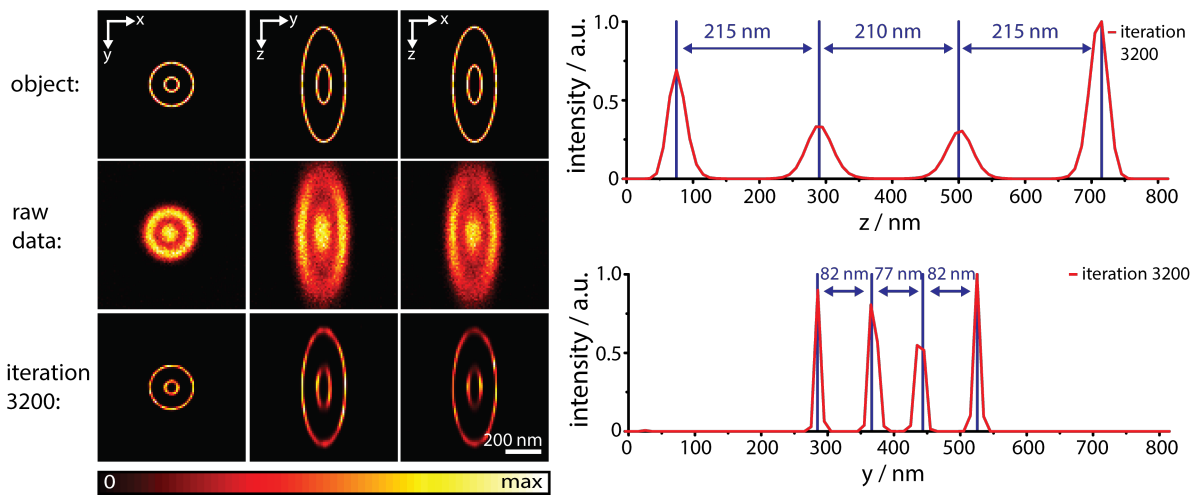 x
y
y
z
x
z
object:
raw
data:
iteration
3200:
200 nm
0
max
intensity / a.u.
1.0
0.5
0
215 nm
210 nm
215 nm
iteration
3200
0
100
200
300
400
500
600
700
800
z / nm
intensity / a.u.
1.0
0.5
0
82 nm
77 nm
82 nm
iteration 3200
0
100
200
300
400
500
600
700
800
y / nm